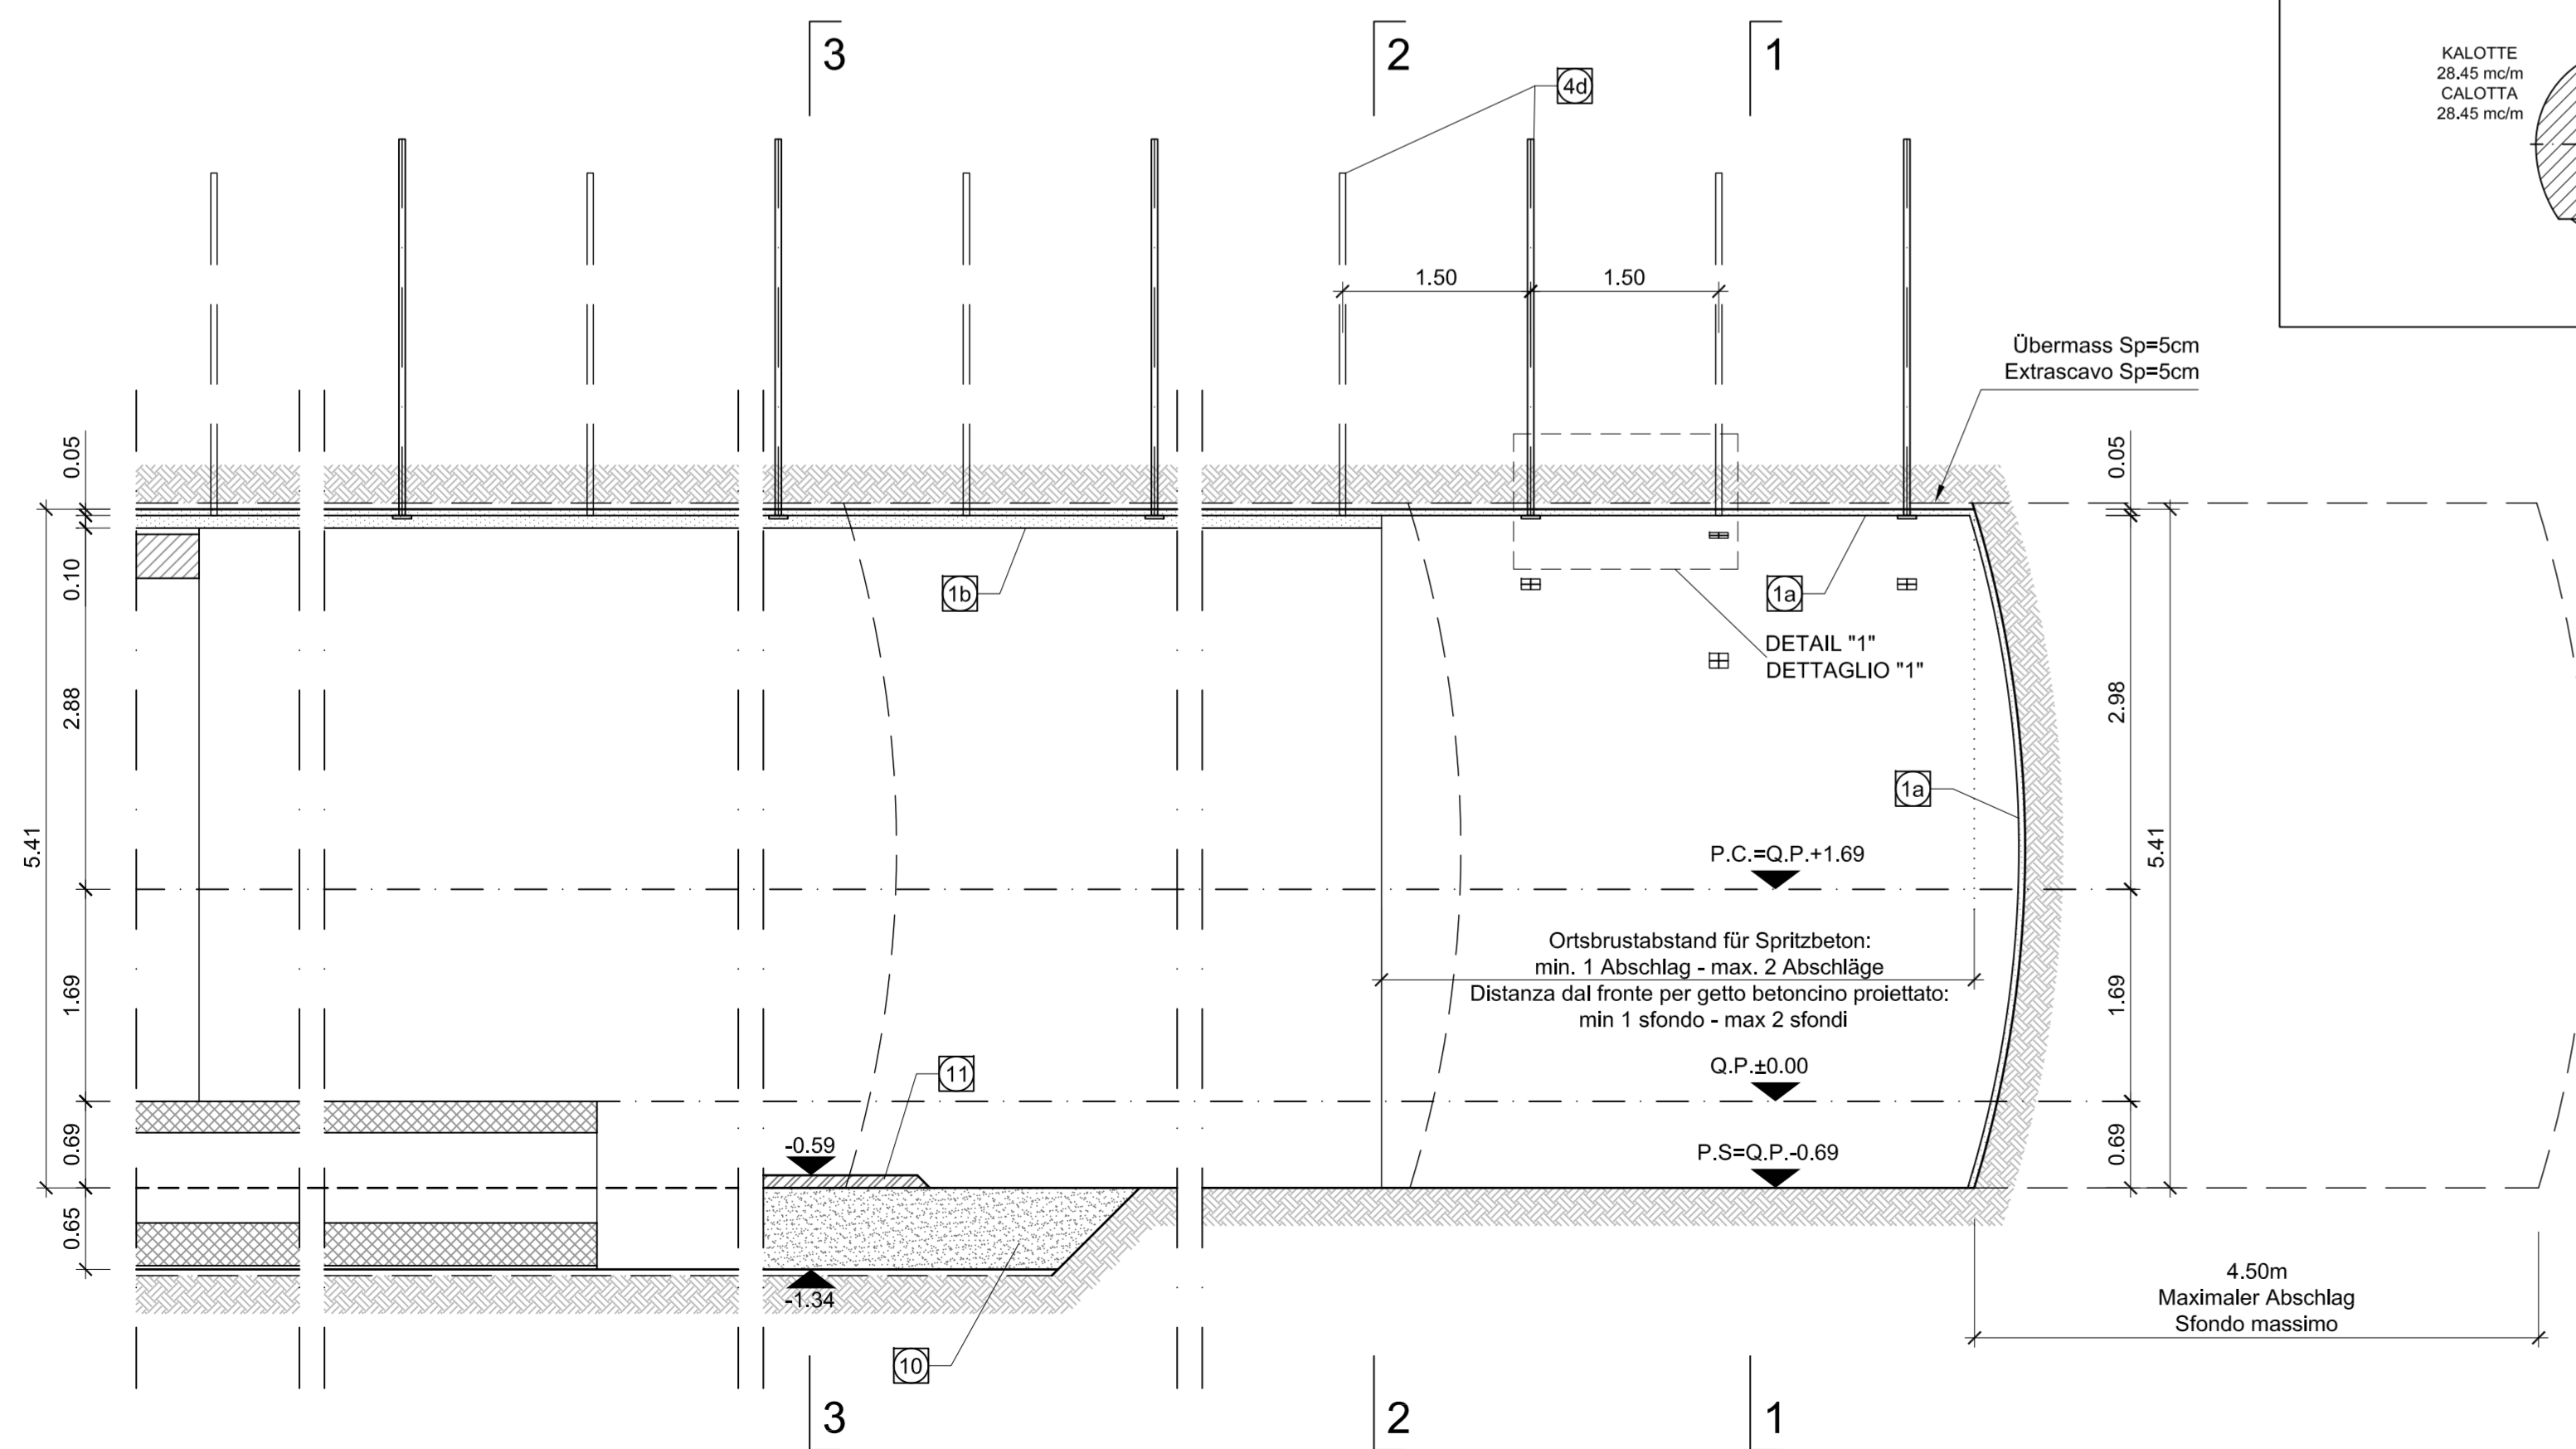 3
2
1
KALOTTE
28.45 mc/m
CALOTTA
28.45 mc/m
4d
1.50
1.50
Übermass Sp=5cm
Extrascavo Sp=5cm
0.05
0.05
0.10
1b
1a
DETAIL "1"
DETTAGLIO "1"
2.88
2.98
1a
5.41
5.41
P.C.=Q.P.+1.69
Ortsbrustabstand für Spritzbeton:
min. 1 Abschlag - max. 2 Abschläge
Distanza dal fronte per getto betoncino proiettato:
min 1 sfondo - max 2 sfondi
1.69
1.69
Q.P.±0.00
11
-0.59
P.S=Q.P.-0.69
0.69
0.69
0.65
-1.34
10
4.50m
Maximaler Abschlag
Sfondo massimo
3
2
1